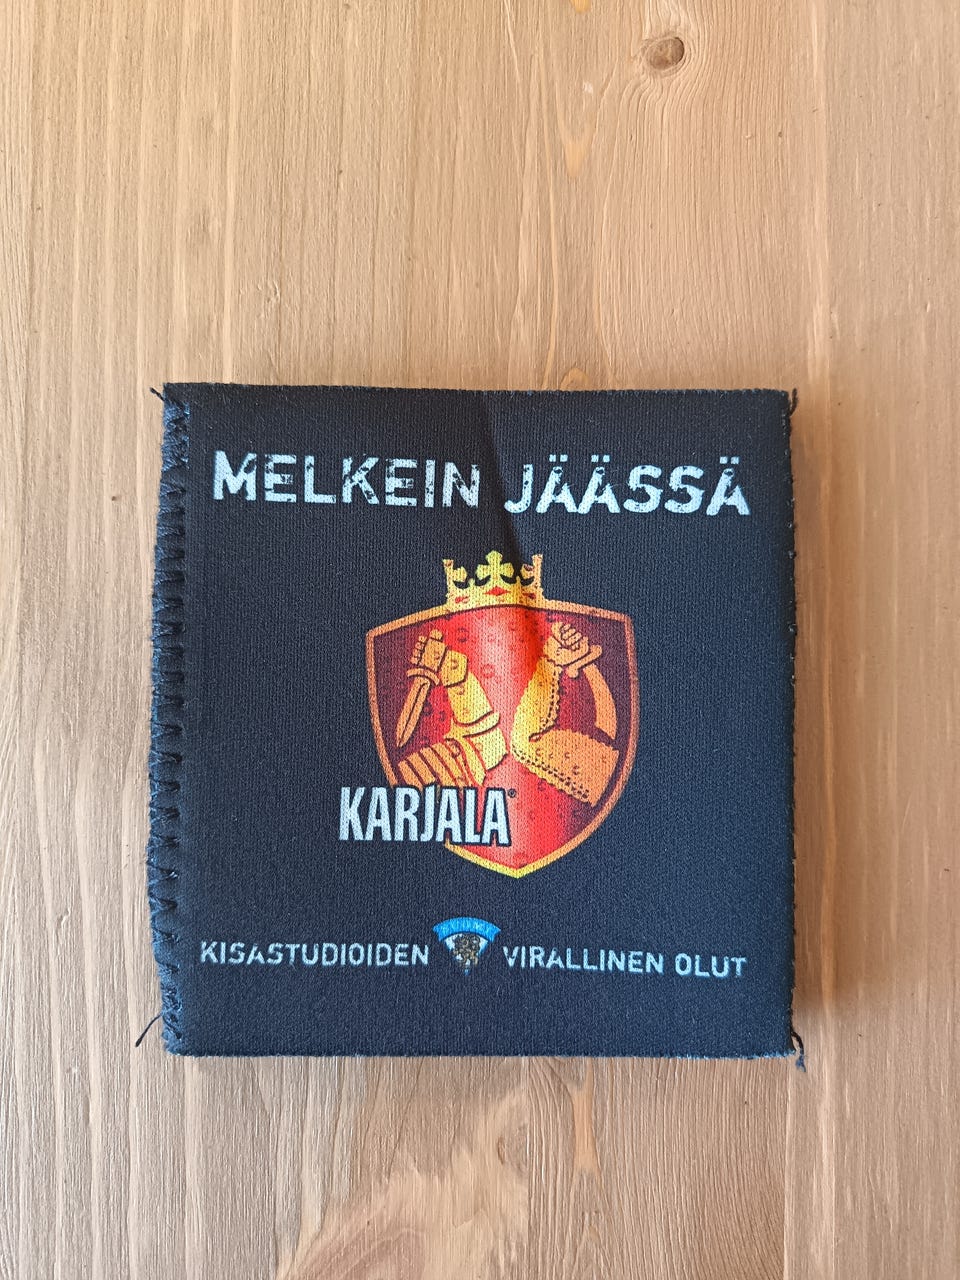 MELKEIN JÄÄSSÄ
KARJALA®
KISASTUDIOIDEN VIRALLINEN OLUT